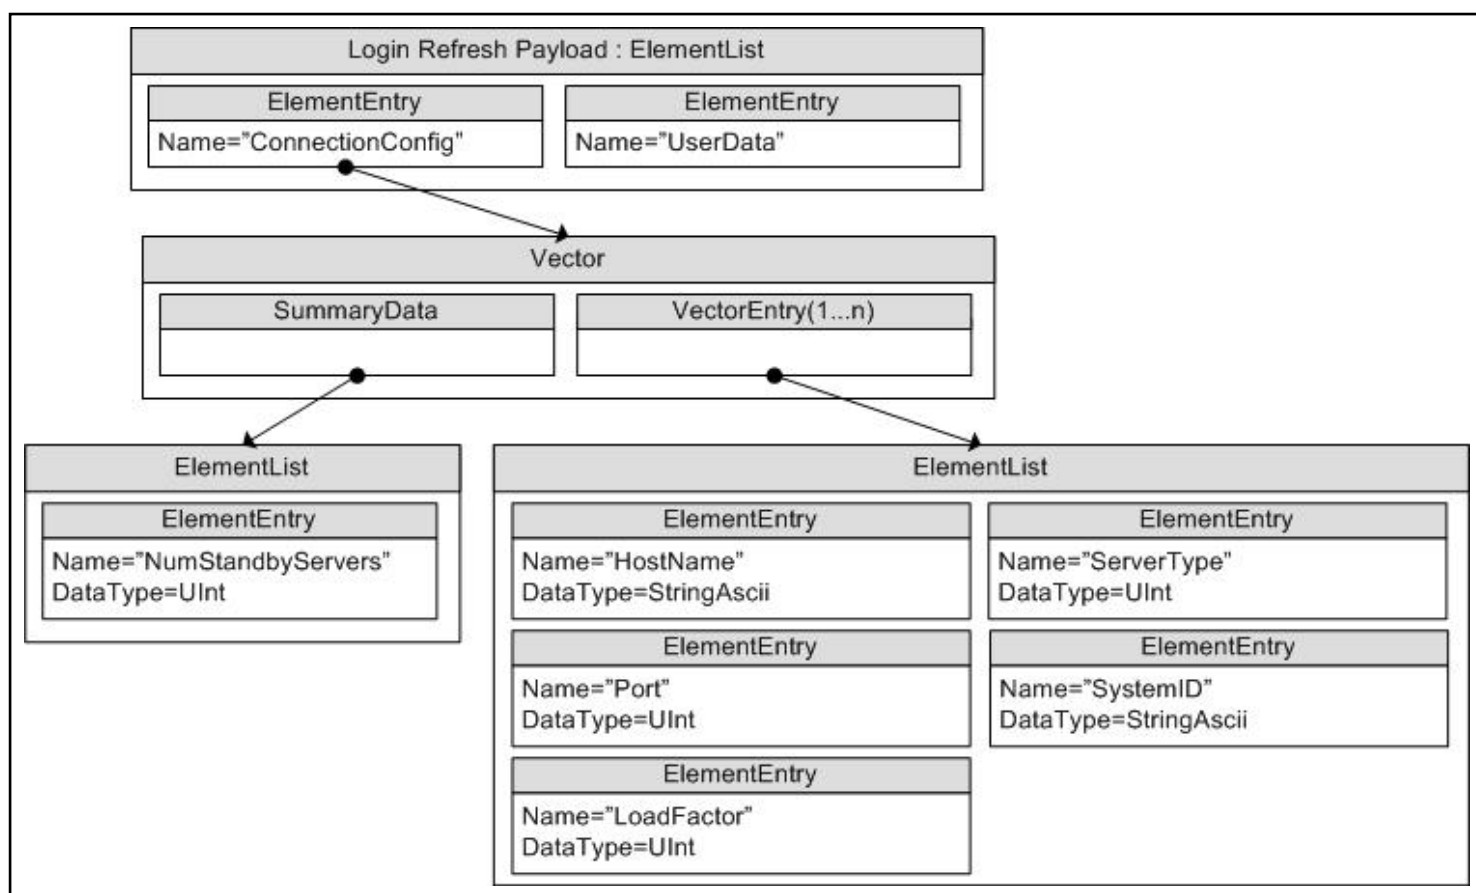 Login Refresh Payload : ElementList
ElementEntry
Name=”ConnectionConfig”
ElementEntry
Name=”UserData”
Vector
SummaryData
VectorEntry(1...n)
ElementList
ElementEntry
Name=”NumStandbyServers”
DataType=UInt
ElementList
ElementEntry
Name=”HostName”
DataType=StringAscii
ElementEntry
Name=”ServerType”
DataType=UInt
ElementEntry
Name=”Port”
DataType=UInt
ElementEntry
Name=”SystemID”
DataType=StringAscii
ElementEntry
Name=”LoadFactor”
DataType=UInt